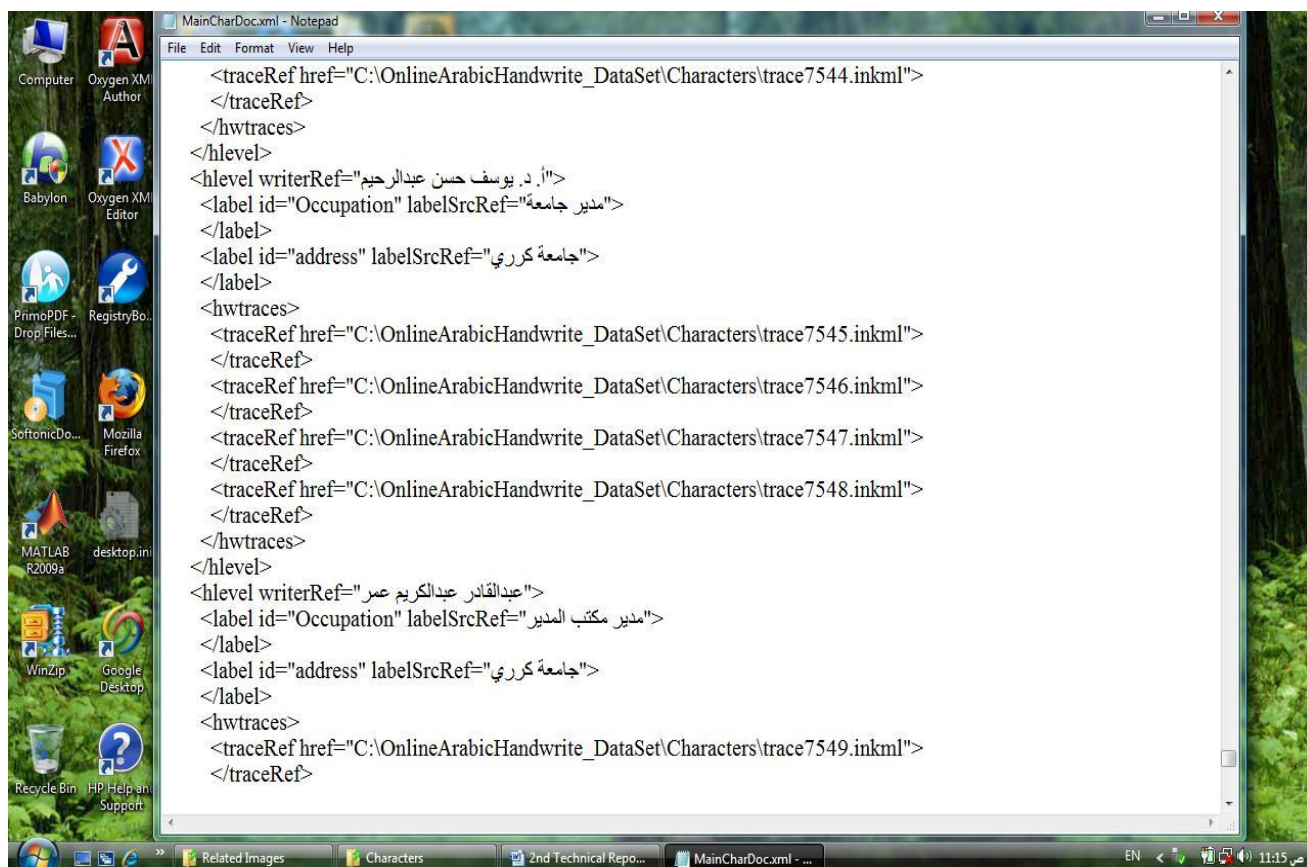 MainCharDoc.xml - Notepad
File Edit Format View Help
Computer
Oxygen XML Author
Babylon
Oxygen XML Editor
PrimoPDF - Drop Files...
RegistryBo...
SoftonicDo...
Mozilla Firefox
MATLAB R2009a
desktop.ini
WinZip
Google Desktop
Recycle Bin
HP Help and Support
<traceRef href="C:\OnlineArabicHandwrite_DataSet\Characters\trace7544.inkml">
</traceRef>
</hwtraces>
</hlevel>
<hlevel writerRef="أ. د. يوسف حسن عبدالرحيم">
<label id="Occupation" labelSrcRef="مدير جامعة">
</label>
<label id="address" labelSrcRef="جامعة كرري">
</label>
<hwtraces>
<traceRef href="C:\OnlineArabicHandwrite_DataSet\Characters\trace7545.inkml">
</traceRef>
<traceRef href="C:\OnlineArabicHandwrite_DataSet\Characters\trace7546.inkml">
</traceRef>
<traceRef href="C:\OnlineArabicHandwrite_DataSet\Characters\trace7547.inkml">
</traceRef>
<traceRef href="C:\OnlineArabicHandwrite_DataSet\Characters\trace7548.inkml">
</traceRef>
</hwtraces>
</hlevel>
<hlevel writerRef="عبدالقادر عبدالكريم عمر">
<label id="Occupation" labelSrcRef="مدير مكتب المدير">
</label>
<label id="address" labelSrcRef="جامعة كرري">
</label>
<hwtraces>
<traceRef href="C:\OnlineArabicHandwrite_DataSet\Characters\trace7549.inkml">
</traceRef>
Related Images
Characters
2nd Technical Repo...
MainCharDoc.xml - ...
EN
11:15 ص